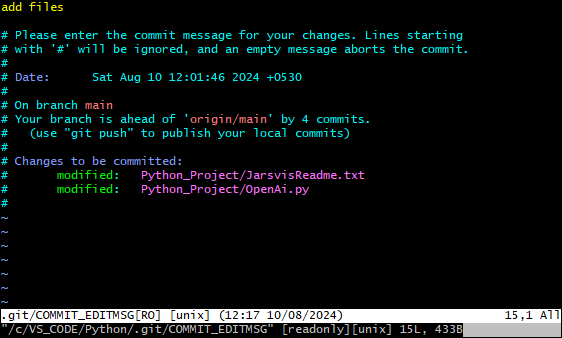 add files
# Please enter the commit message for your changes. Lines starting
# with '#' will be ignored, and an empty message aborts the commit.
#
# Date:      Sat Aug 10 12:01:46 2024 +0530
#
# On branch main
# Your branch is ahead of 'origin/main' by 4 commits.
#   (use "git push" to publish your local commits)
#
# Changes to be committed:
#       modified:   Python_Project/JarsvisReadme.txt
#       modified:   Python_Project/OpenAi.py
#
~
~
~
~
~
~
~
.git/COMMIT_EDITMSG[RO] [unix] (12:17 10/08/2024) 15,1 All
"/c/VS_CODE/Python/.git/COMMIT_EDITMSG" [readonly][unix] 15L, 433B